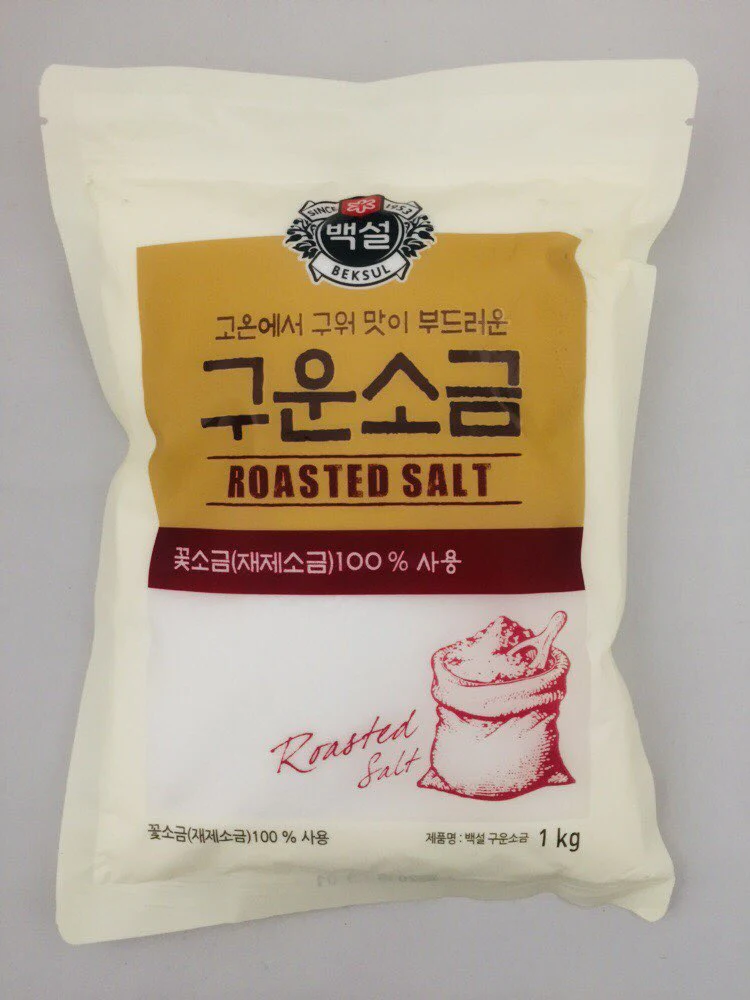 SINCE 1953
백설
BEKSUL
고온에서 구워 맛이 부드러운
구운소금
ROASTED SALT
꽃소금(재제소금)100 % 사용
Roasted
Salt
꽃소금(재제소금)100 % 사용
제품명 : 백설 구운소금 1 kg